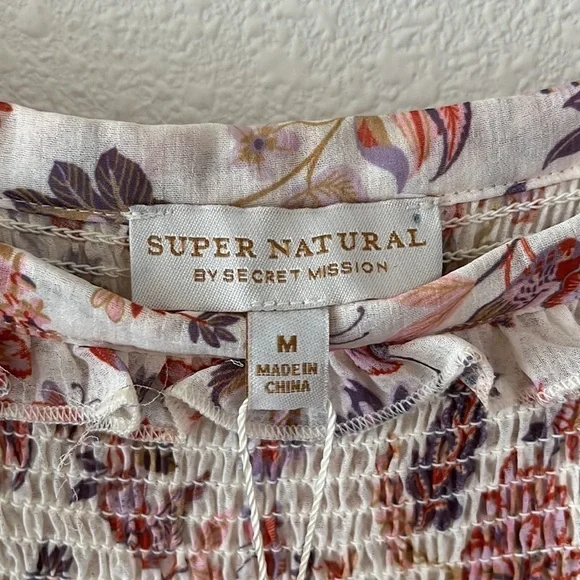 SUPER NATURAL
BY SECRET MISSION
M
MADE IN
CHINA